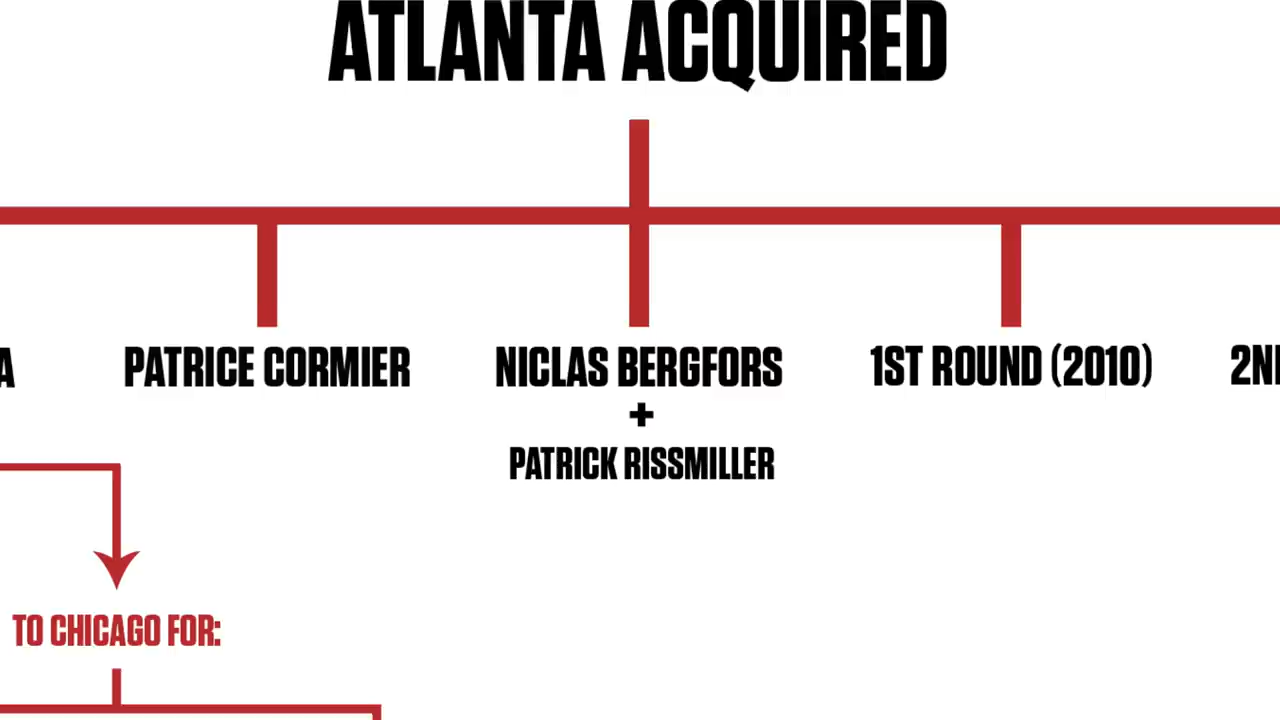 ATLANTA ACQUIRED
A PATRICE CORMIER NICLAS BERGFORS 1ST ROUND (2010)
+
PATRICK RISSMILLER
TO CHICAGO FOR: